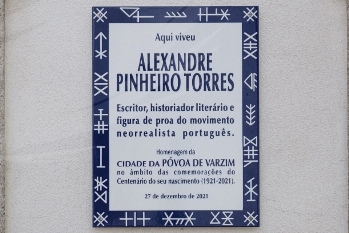 Aqui viveu
ALEXANDRE
PINHEIRO TORRES
Escritor, historiador literário e
figura de proa do movimento
neorrealista português.
Homenagem da
CIDADE DA PÓVOA DE VARZIM
no âmbito das comemorações do
Centenário do seu nascimento (1921-2021).
27 de dezembro de 2021